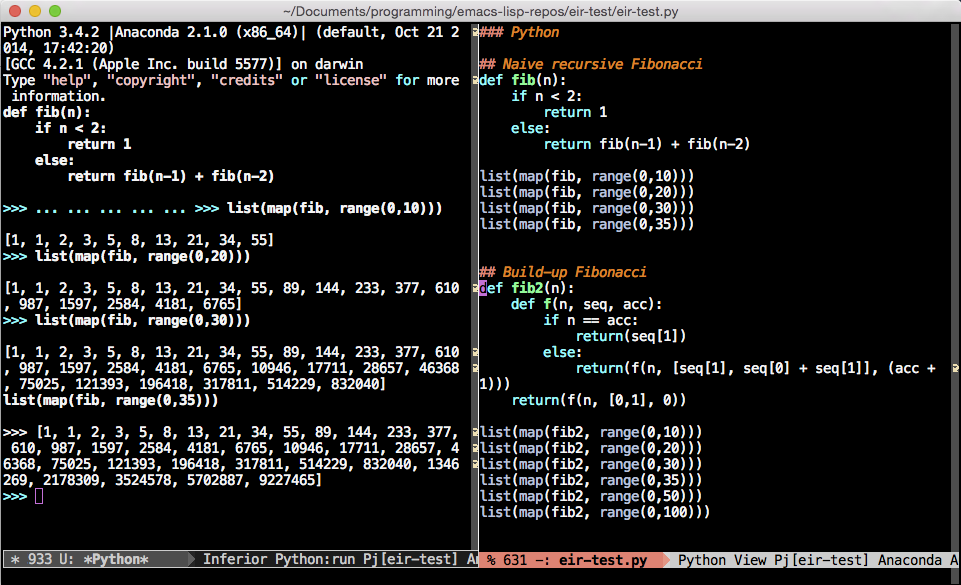 ~/Documents/programming/emacs-lisp-repos/eir-test/eir-test.py
Python 3.4.2 |Anaconda 2.1.0 (x86_64)| (default, Oct 21 2
014, 17:42:20)
[GCC 4.2.1 (Apple Inc. build 5577)] on darwin
Type "help", "copyright", "credits" or "license" for more
 information.
def fib(n):
    if n < 2:
        return 1
    else:
        return fib(n-1) + fib(n-2)
>>> ... ... ... ... ... >>> list(map(fib, range(0,10)))
[1, 1, 2, 3, 5, 8, 13, 21, 34, 55]
>>> list(map(fib, range(0,20)))
[1, 1, 2, 3, 5, 8, 13, 21, 34, 55, 89, 144, 233, 377, 610
, 987, 1597, 2584, 4181, 6765]
>>> list(map(fib, range(0,30)))
[1, 1, 2, 3, 5, 8, 13, 21, 34, 55, 89, 144, 233, 377, 610
, 987, 1597, 2584, 4181, 6765, 10946, 17711, 28657, 46368
, 75025, 121393, 196418, 317811, 514229, 832040]
list(map(fib, range(0,35)))
>>> [1, 1, 2, 3, 5, 8, 13, 21, 34, 55, 89, 144, 233, 377,
 610, 987, 1597, 2584, 4181, 6765, 10946, 17711, 28657, 4
6368, 75025, 121393, 196418, 317811, 514229, 832040, 1346
269, 2178309, 3524578, 5702887, 9227465]
>>>
* 933 U: *Python* Inferior Python:run Pj[eir-test] An
### Python
## Naive recursive Fibonacci
def fib(n):
    if n < 2:
        return 1
    else:
        return fib(n-1) + fib(n-2)
list(map(fib, range(0,10)))
list(map(fib, range(0,20)))
list(map(fib, range(0,30)))
list(map(fib, range(0,35)))
## Build-up Fibonacci
def fib2(n):
    def f(n, seq, acc):
        if n == acc:
            return(seq[1])
        else:
            return(f(n, [seq[1], seq[0] + seq[1]], (acc +
1)))
    return(f(n, [0,1], 0))
list(map(fib2, range(0,10)))
list(map(fib2, range(0,20)))
list(map(fib2, range(0,30)))
list(map(fib2, range(0,35)))
list(map(fib2, range(0,50)))
list(map(fib2, range(0,100)))
% 631 -: eir-test.py Python View Pj[eir-test] Anaconda A